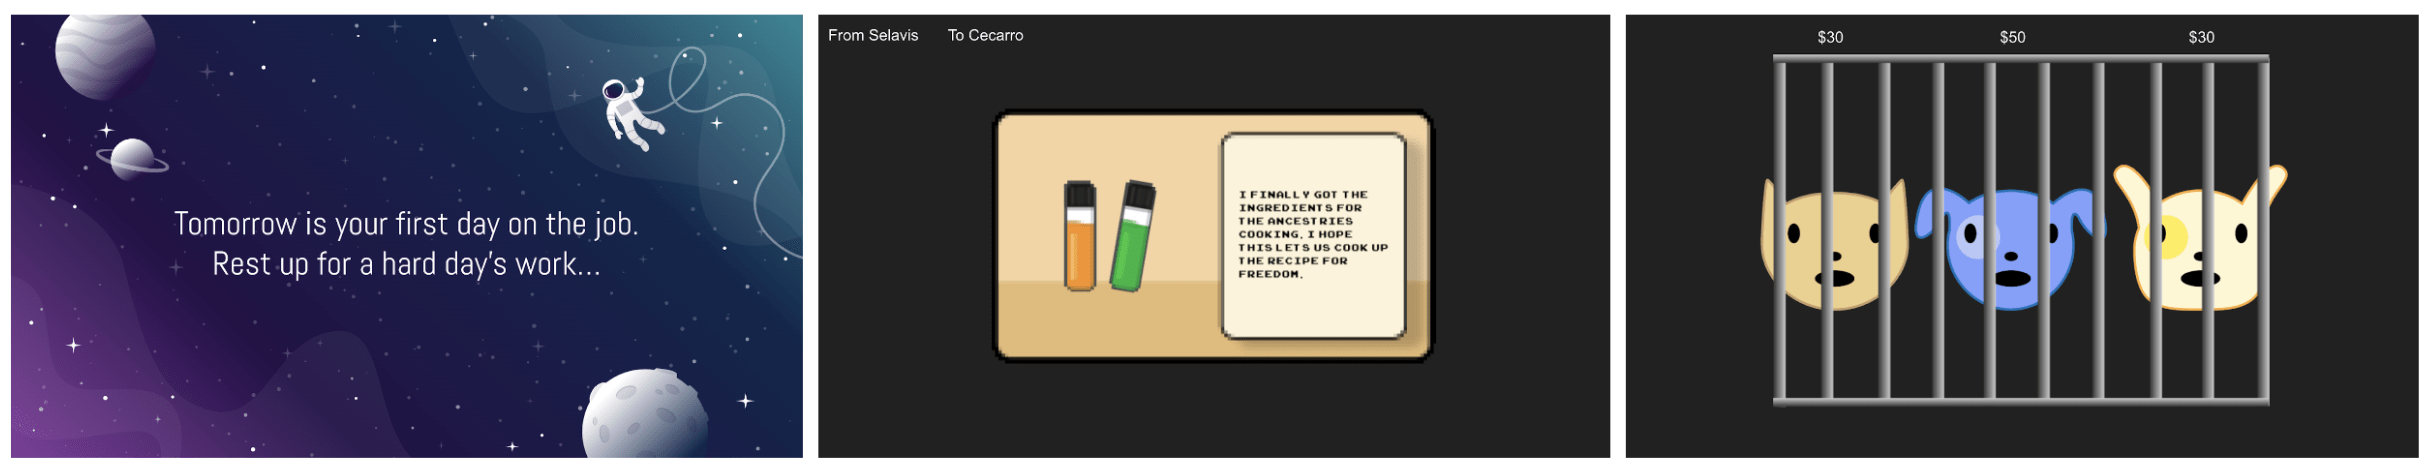 Tomorrow is your first day on the job.
Rest up for a hard day's work...
From Selavis To Cecarro
I FINALLY GOT THE
INGREDIENTS FOR
THE ANCESTRIES
COOKING. I HOPE
THIS LETS US COOK UP
THE RECIPE FOR
FREEDOM.
$30 $50 $30